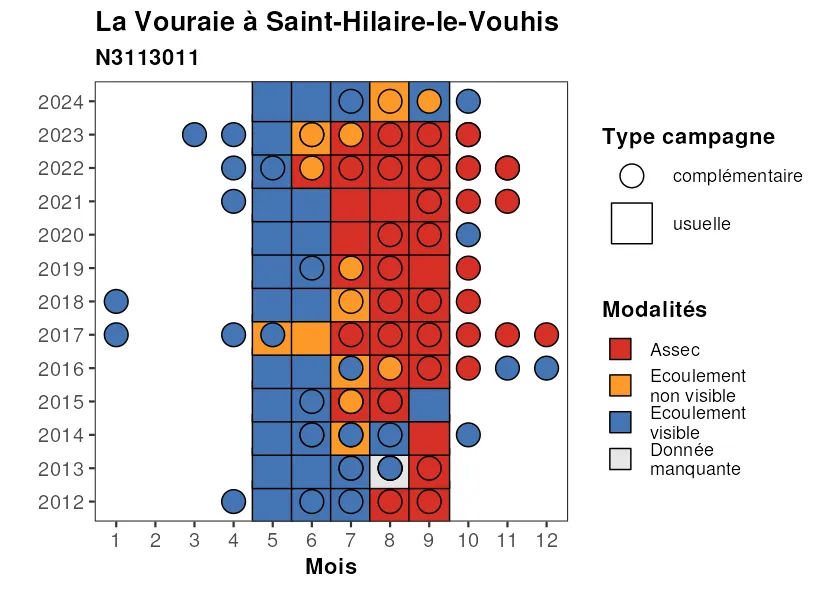 La Vouraie à Saint-Hilaire-le-Vouhis
N3113011
2024
2023
2022
2021
2020
2019
2018
2017
2016
2015
2014
2013
2012
1 2 3 4 5 6 7 8 9 10 11 12
Mois
Type campagne
complémentaire
usuelle
Modalités
Assec
Ecoulement
non visible
Ecoulement
visible
Donnée
manquante